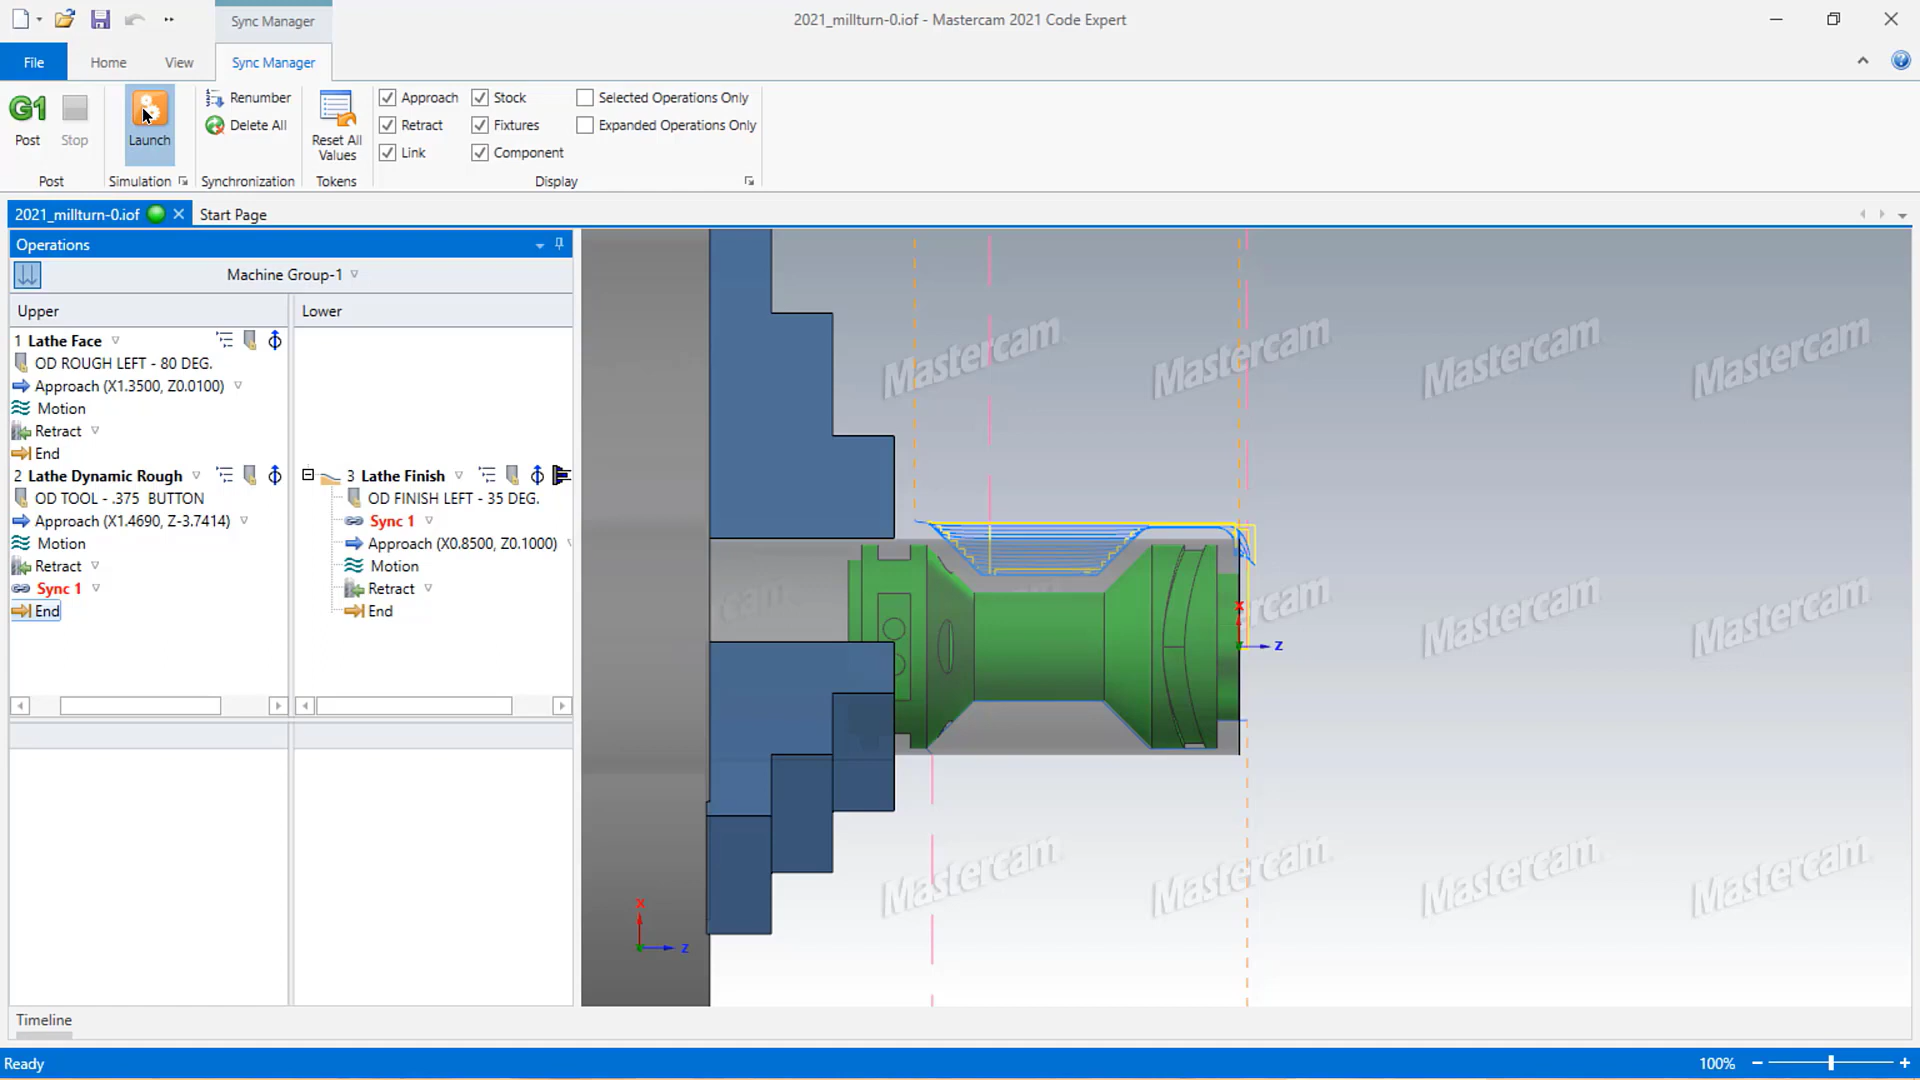 Sync Manager
2021_millturn-0.iof - Mastercam 2021 Code Expert
File
Home
View
Sync Manager
G1
Post
Stop
Launch
Renumber
Delete All
Reset All
Values
Approach
Retract
Link
Stock
Fixtures
Component
Selected Operations Only
Expanded Operations Only
Post
Simulation
Synchronization
Tokens
Display
2021_millturn-0.iof
Start Page
Operations
Machine Group-1
Upper
Lower
1 Lathe Face
OD ROUGH LEFT - 80 DEG.
Approach (X1.3500, Z0.0100)
Motion
Retract
End
2 Lathe Dynamic Rough
OD TOOL - .375 BUTTON
Approach (X1.4690, Z-3.7414)
Motion
Retract
Sync 1
End
3 Lathe Finish
OD FINISH LEFT - 35 DEG.
Sync 1
Approach (X0.8500, Z0.1000)
Motion
Retract
End
Mastercam
Mastercam
Mastercam
Mastercam
X
Z
mastercam
Mastercam
Mastercam
Mastercam
Mastercam
Mastercam
Mastercam
Mastercam
X
Z
Timeline
Ready
100%